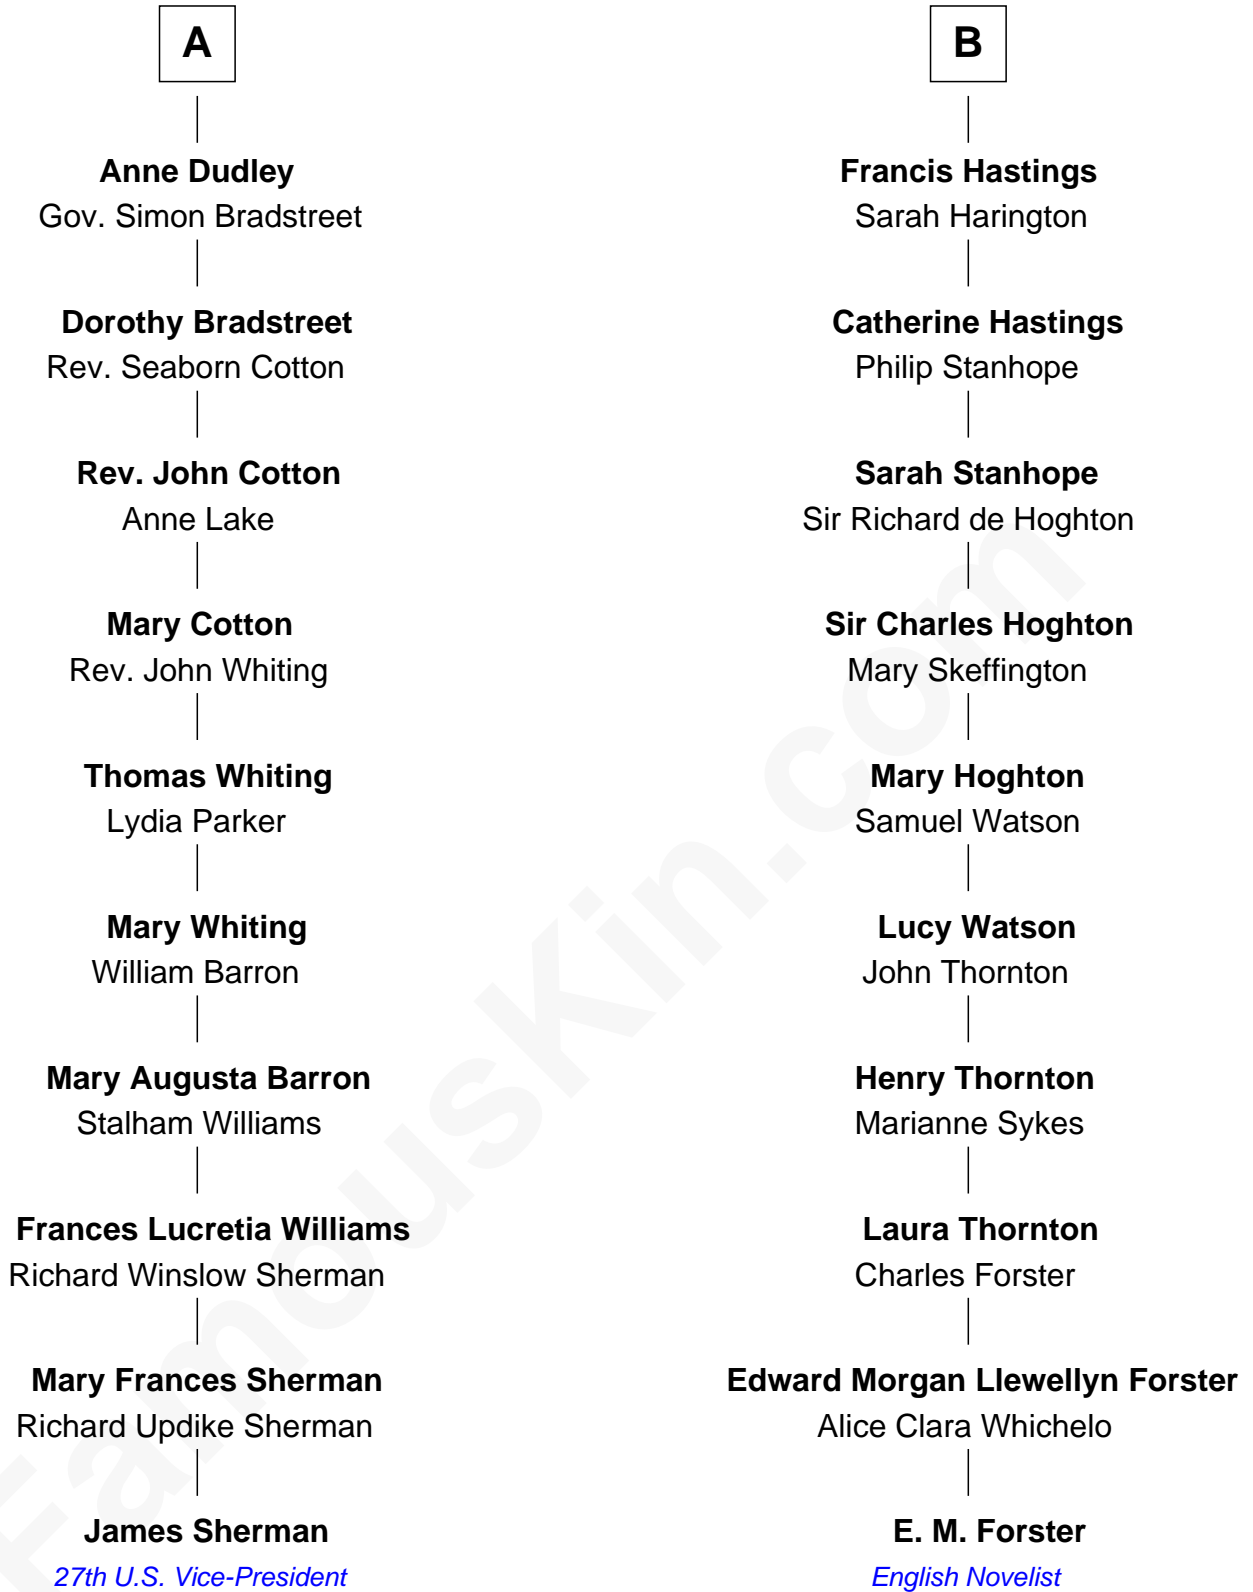 A
Anne Dudley
Gov. Simon Bradstreet
Dorothy Bradstreet
Rev. Seaborn Cotton
Rev. John Cotton
Anne Lake
Mary Cotton
Rev. John Whiting
Thomas Whiting
Lydia Parker
Mary Whiting
William Barron
Mary Augusta Barron
Stalham Williams
Frances Lucretia Williams
Richard Winslow Sherman
Mary Frances Sherman
Richard Updike Sherman
James Sherman
27th U.S. Vice-President
B
Francis Hastings
Sarah Harington
Catherine Hastings
Philip Stanhope
Sarah Stanhope
Sir Richard de Hoghton
Sir Charles Hoghton
Mary Skeffington
Mary Hoghton
Samuel Watson
Lucy Watson
John Thornton
Henry Thornton
Marianne Sykes
Laura Thornton
Charles Forster
Edward Morgan Llewellyn Forster
Alice Clara Whichelo
E. M. Forster
English Novelist
FamousKin.com